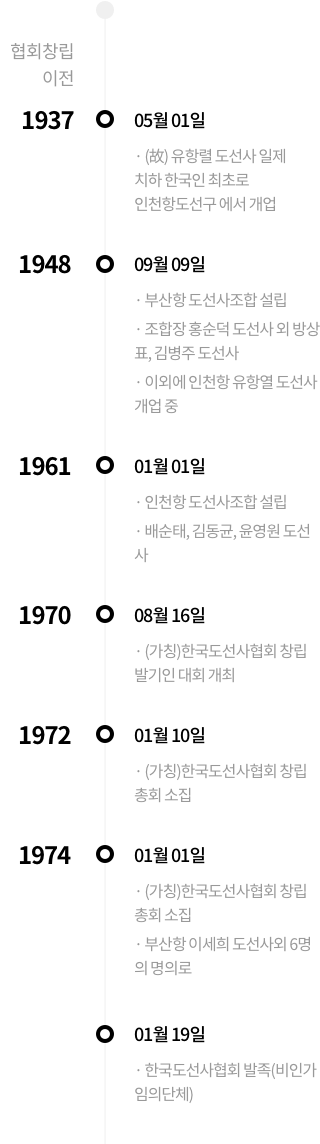 협회창립
이전
1937
05월 01일
· (故) 유항렬 도선사 일제
치하 한국인 최초로
인천항도선구 에서 개업
1948
09월 09일
· 부산항 도선사조합 설립
· 조합장 홍순덕 도선사 외 방상
표, 김병주 도선사
· 이외에 인천항 유항열 도선사
개업 중
1961
01월 01일
· 인천항 도선사조합 설립
· 배순태, 김동균, 윤영원 도선
사
1970
08월 16일
· (가칭)한국도선사협회 창립
발기인 대회 개최
1972
01월 10일
· (가칭)한국도선사협회 창립
총회 소집
1974
01월 01일
· (가칭)한국도선사협회 창립
총회 소집
· 부산항 이세희 도선사외 6명
의 명의로
01월 19일
· 한국도선사협회 발족(비인가
임의단체)